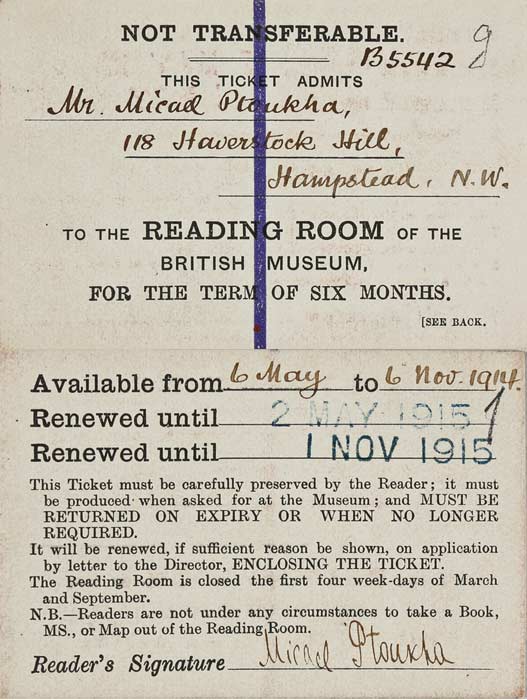 NOT TRANSFERABLE.
B5542
THIS TICKET ADMITS
Mr. Micael Ptoukha,
118 Haverstock Hill,
Hampstead, N.W.
TO THE READING ROOM OF THE
BRITISH MUSEUM,
FOR THE TERM OF SIX MONTHS.
[SEE BACK.
Available from 6 May to 6 Nov. 1914.
Renewed until 2 MAY 1915
Renewed until 1 NOV 1915
This Ticket must be carefully preserved by the Reader; it must
be produced when asked for at the Museum; and MUST BE
RETURNED ON EXPIRY OR WHEN NO LONGER
REQUIRED.
It will be renewed, if sufficient reason be shown, on application
by letter to the Director, ENCLOSING THE TICKET.
The Reading Room is closed the first four week-days of March
and September.
N.B.—Readers are not under any circumstances to take a Book,
MS., or Map out of the Reading Room.
Reader's Signature Micael Ptoukha